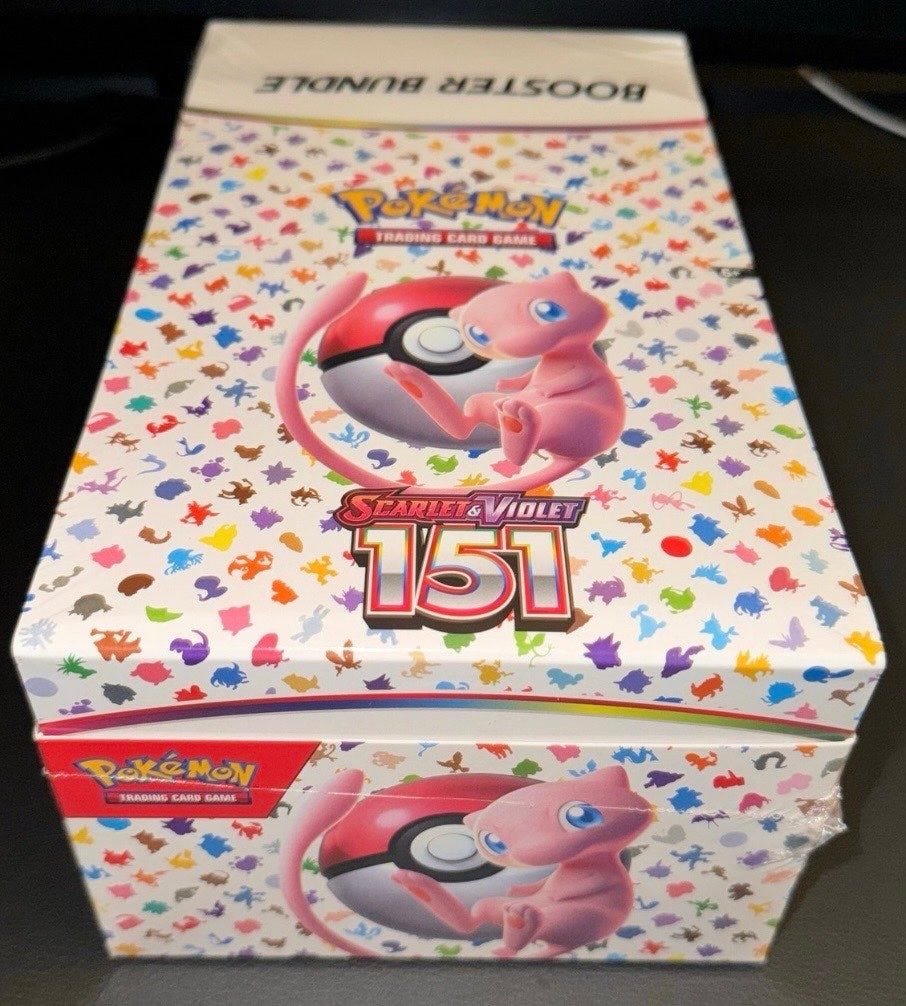 BOOSTER BUNDLE
POKéMON
TRADING CARD GAME
SCARLET & VIOLET
151
POKéMON
TRADING CARD GAME